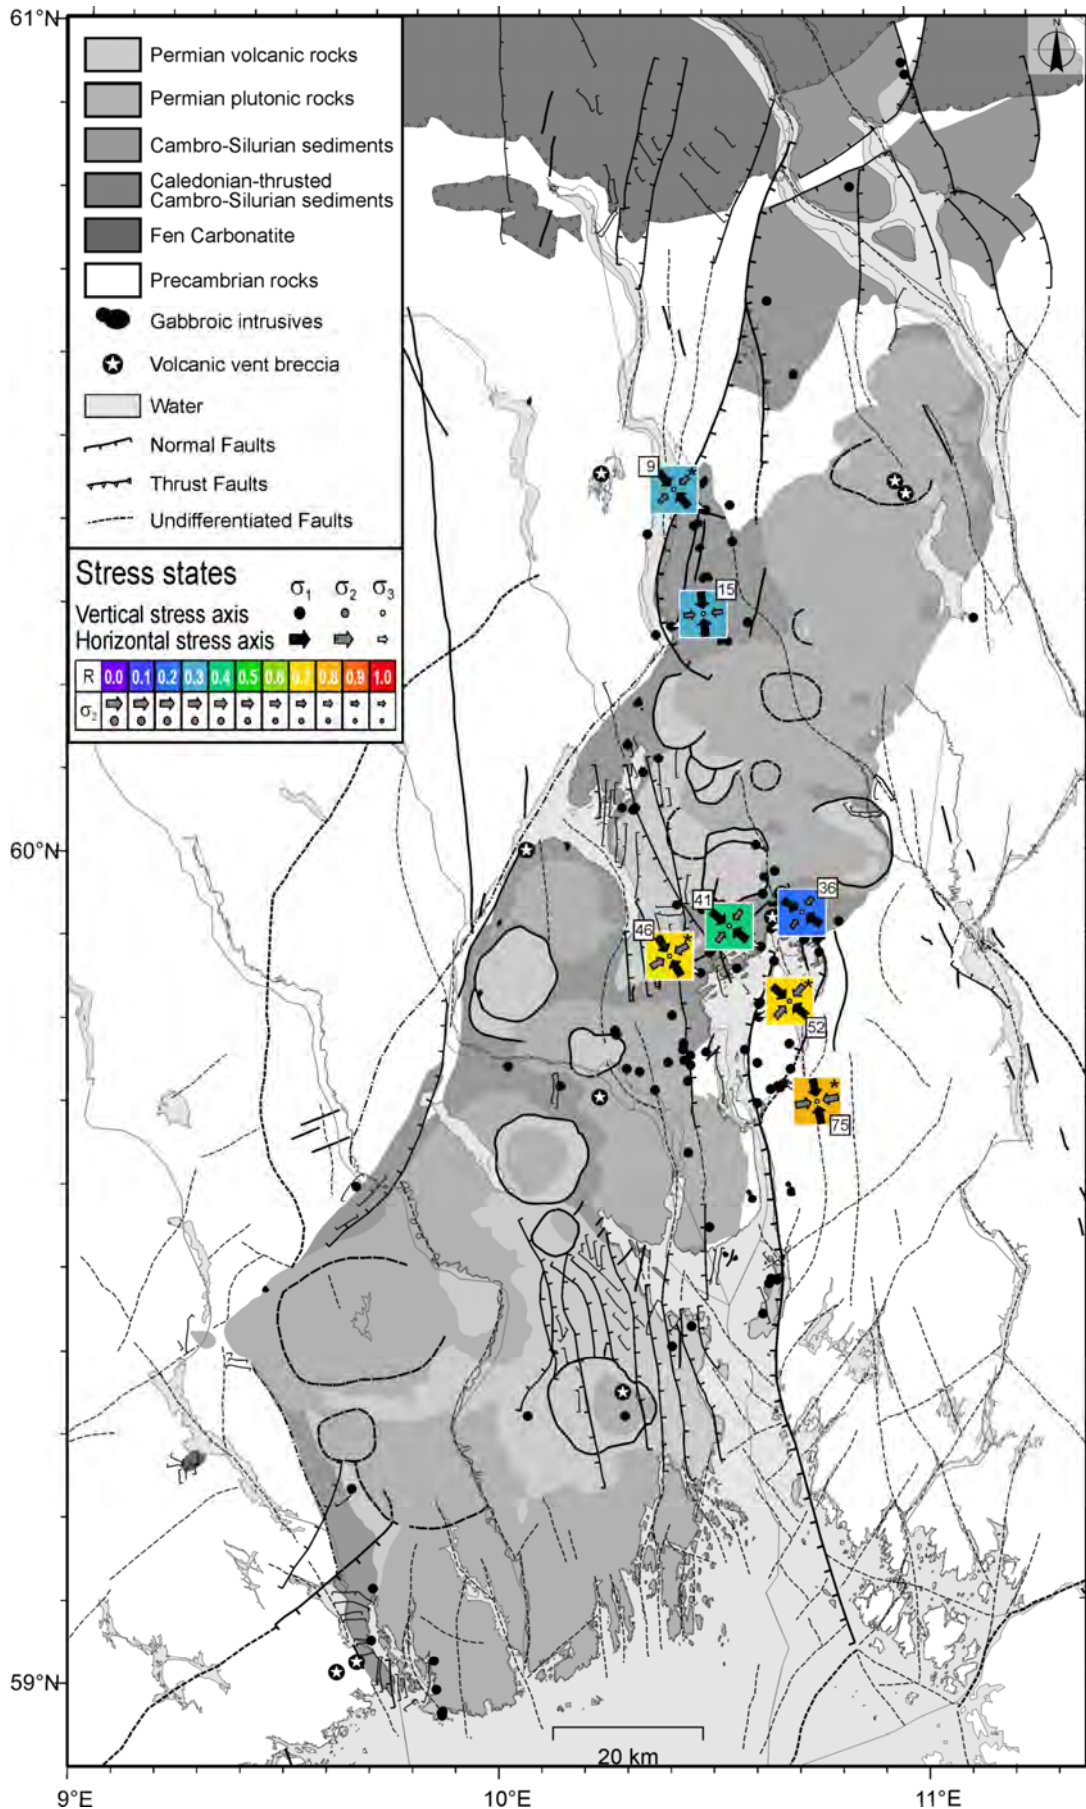 61°N
N
Permian volcanic rocks
Permian plutonic rocks
Cambro-Silurian sediments
Caledonian-thrusted
Cambro-Silurian sediments
Fen Carbonatite
Precambrian rocks
Gabbroic intrusives
Volcanic vent breccia
Water
Normal Faults
Thrust Faults
Undifferentiated Faults
Stress states
σ1 σ2 σ3
Vertical stress axis
Horizontal stress axis
R 0.0 0.1 0.2 0.3 0.4 0.5 0.6 0.7 0.8 0.9 1.0
σ2
9
*
15
60°N
36
41
46
*
*
52
*
75
59°N
20 km
9°E 10°E 11°E